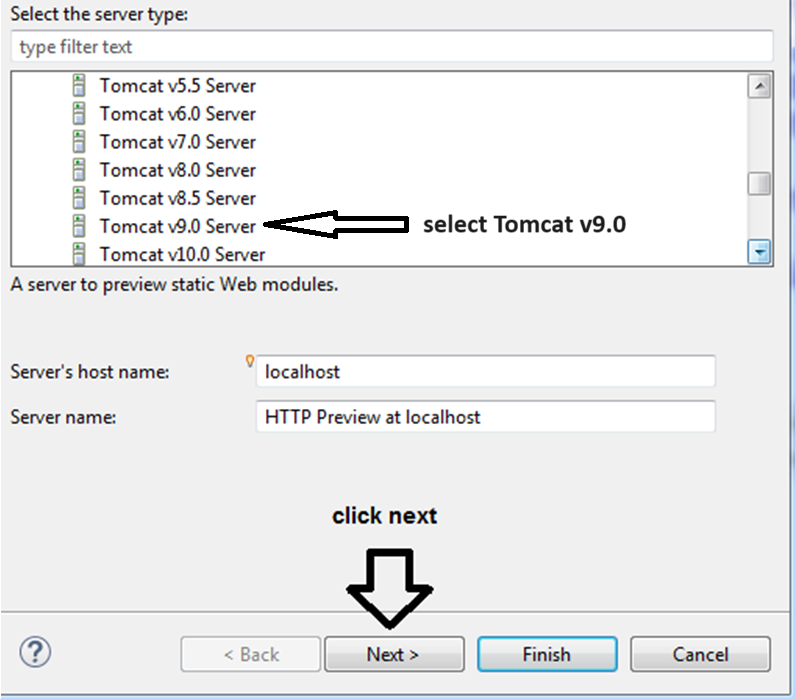 Select the server type:
type filter text
Tomcat v5.5 Server
Tomcat v6.0 Server
Tomcat v7.0 Server
Tomcat v8.0 Server
Tomcat v8.5 Server
Tomcat v9.0 Server select Tomcat v9.0
Tomcat v10.0 Server
A server to preview static Web modules.
Server's host name: localhost
Server name: HTTP Preview at localhost
click next
? < Back Next > Finish Cancel